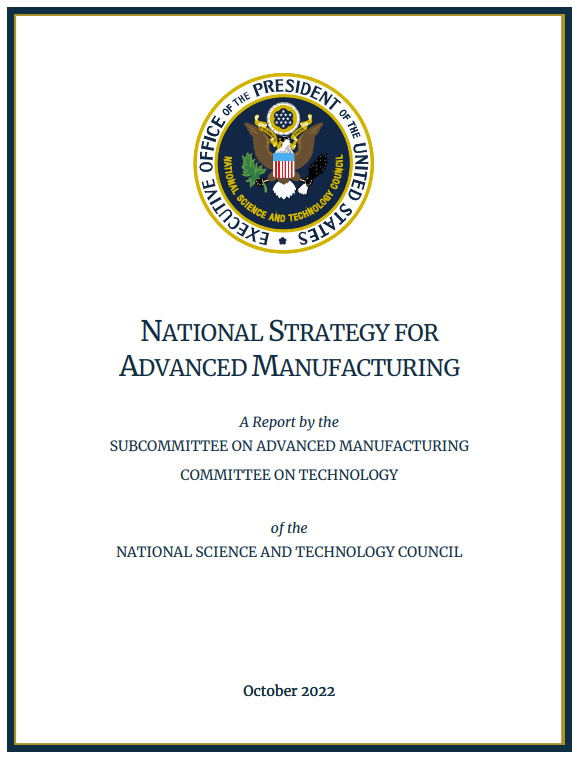 EXECUTIVE OFFICE OF THE PRESIDENT OF THE UNITED STATES
NATIONAL SCIENCE AND TECHNOLOGY COUNCIL
NATIONAL STRATEGY FOR
ADVANCED MANUFACTURING
A Report by the
SUBCOMMITTEE ON ADVANCED MANUFACTURING
COMMITTEE ON TECHNOLOGY
of the
NATIONAL SCIENCE AND TECHNOLOGY COUNCIL
October 2022